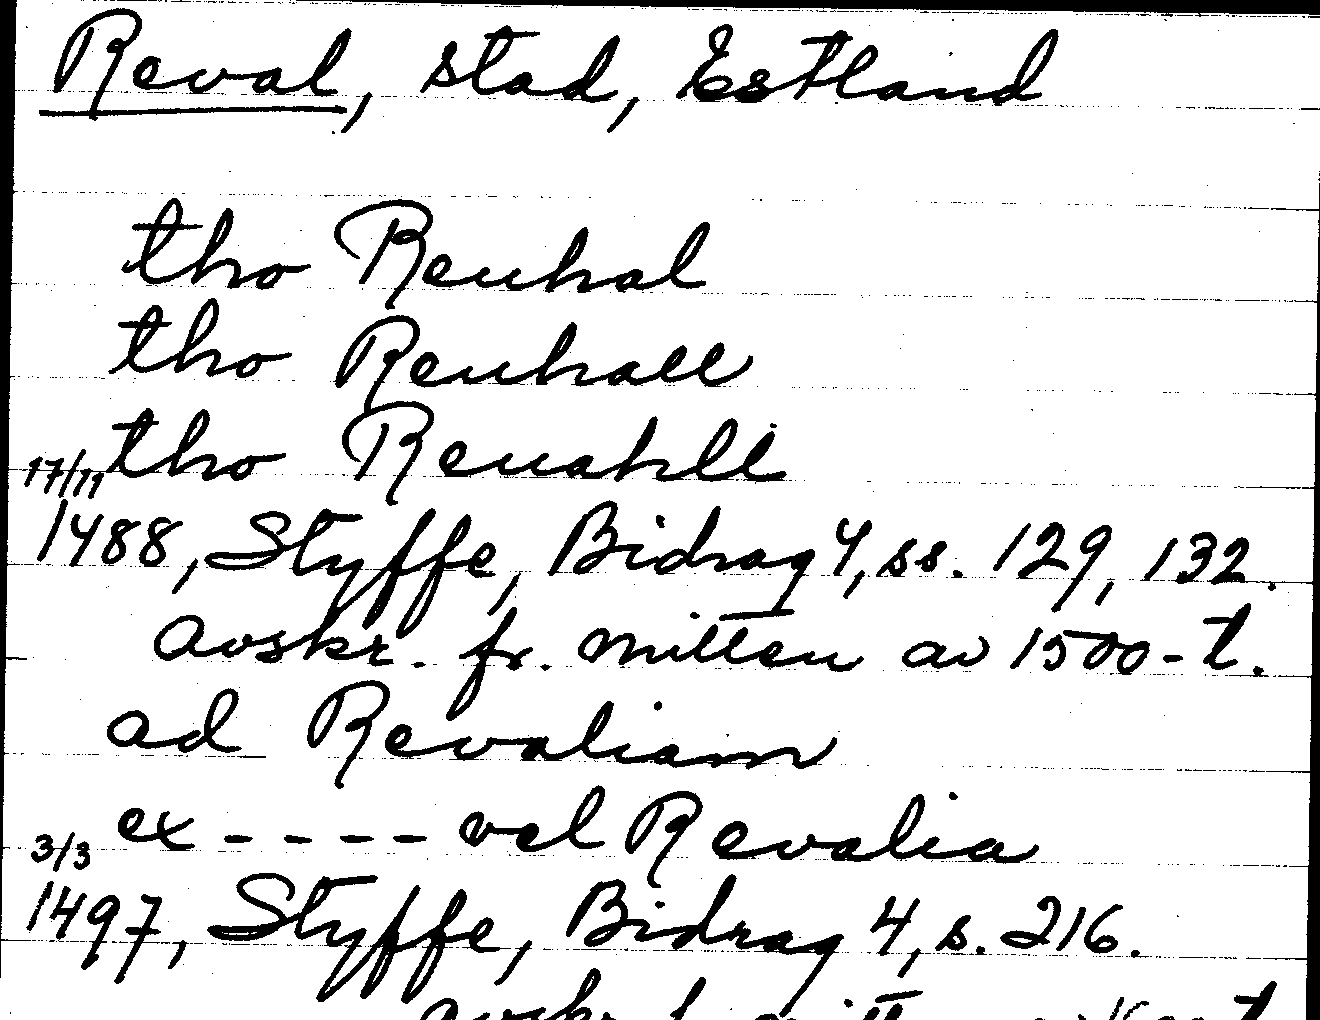 Reval, stad, Estland
tho Reuhal
tho Reuhall
tho Reuahll
17/11
1488, Styffe, Bidrag 4, ss. 129, 132.
avskr. fr. mitten av 1500-t.
ad Revaliam
ex - - - - vel Revalia
3/3
1497, Styffe, Bidrag 4, s. 216.